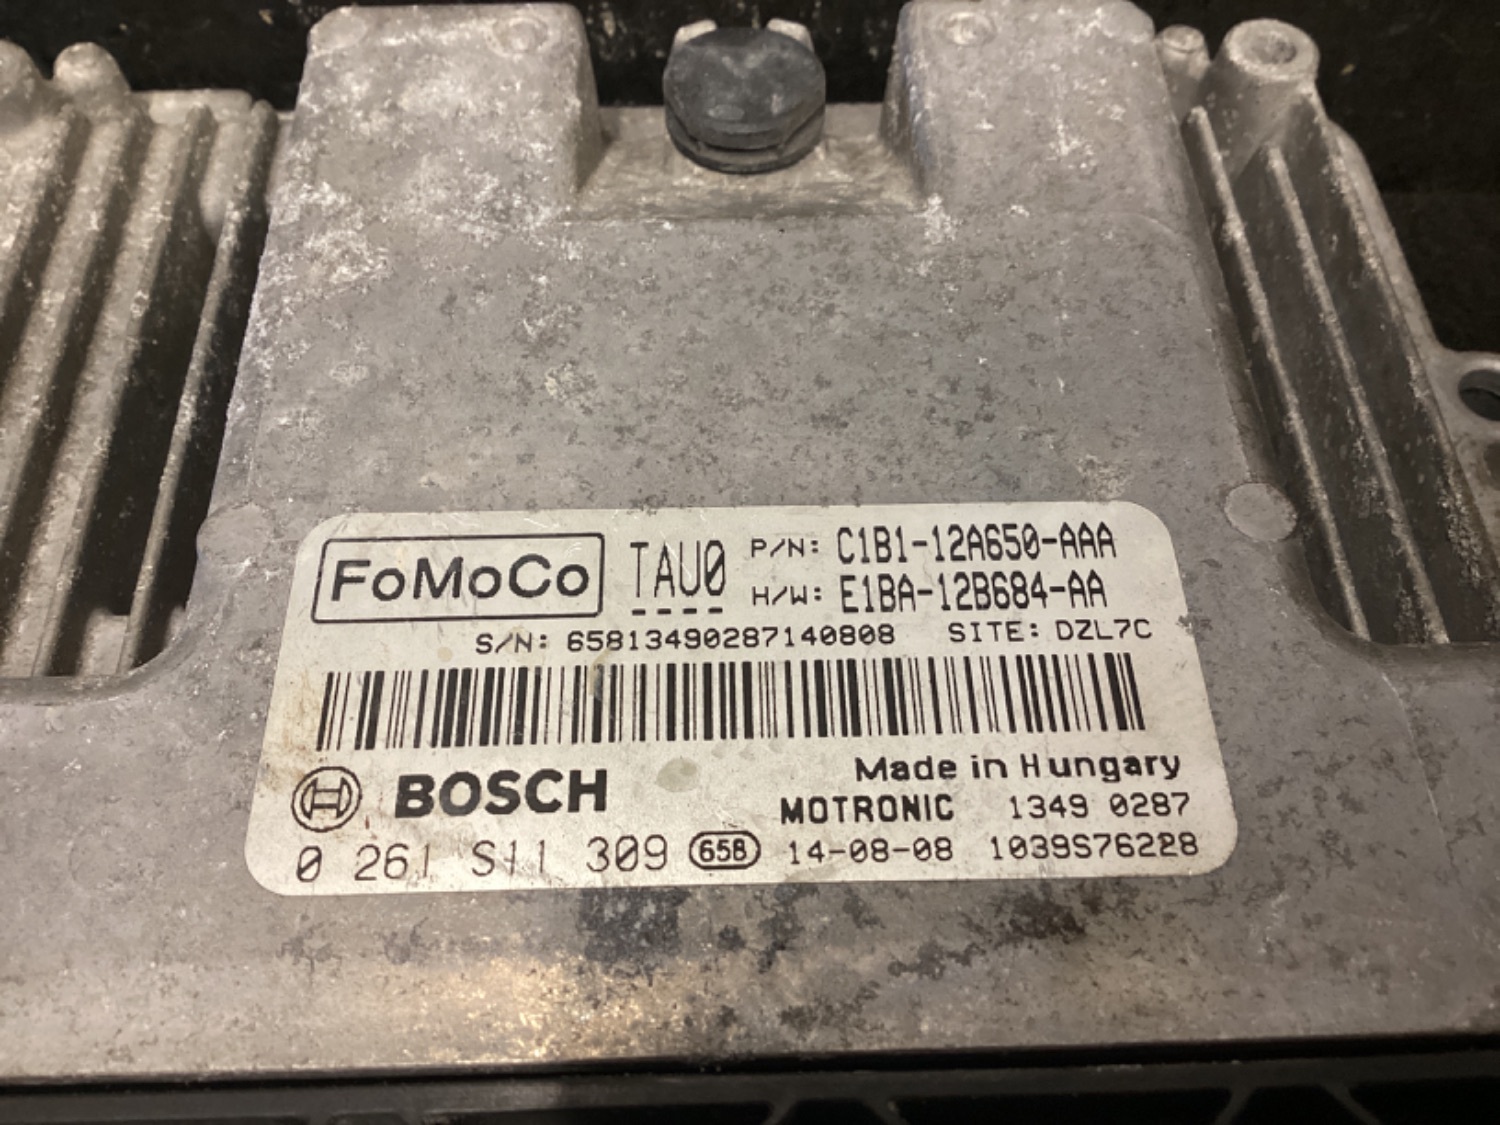 FoMoCo TAU0 P/N: C1B1-12A650-AAA
H/W: E1BA-12B684-AA
S/N: 65813490287140808 SITE: DZL7C
BOSCH Made in Hungary
MOTRONIC 1349 0287
0 261 S11 309 658 14-08-08 1039S76228